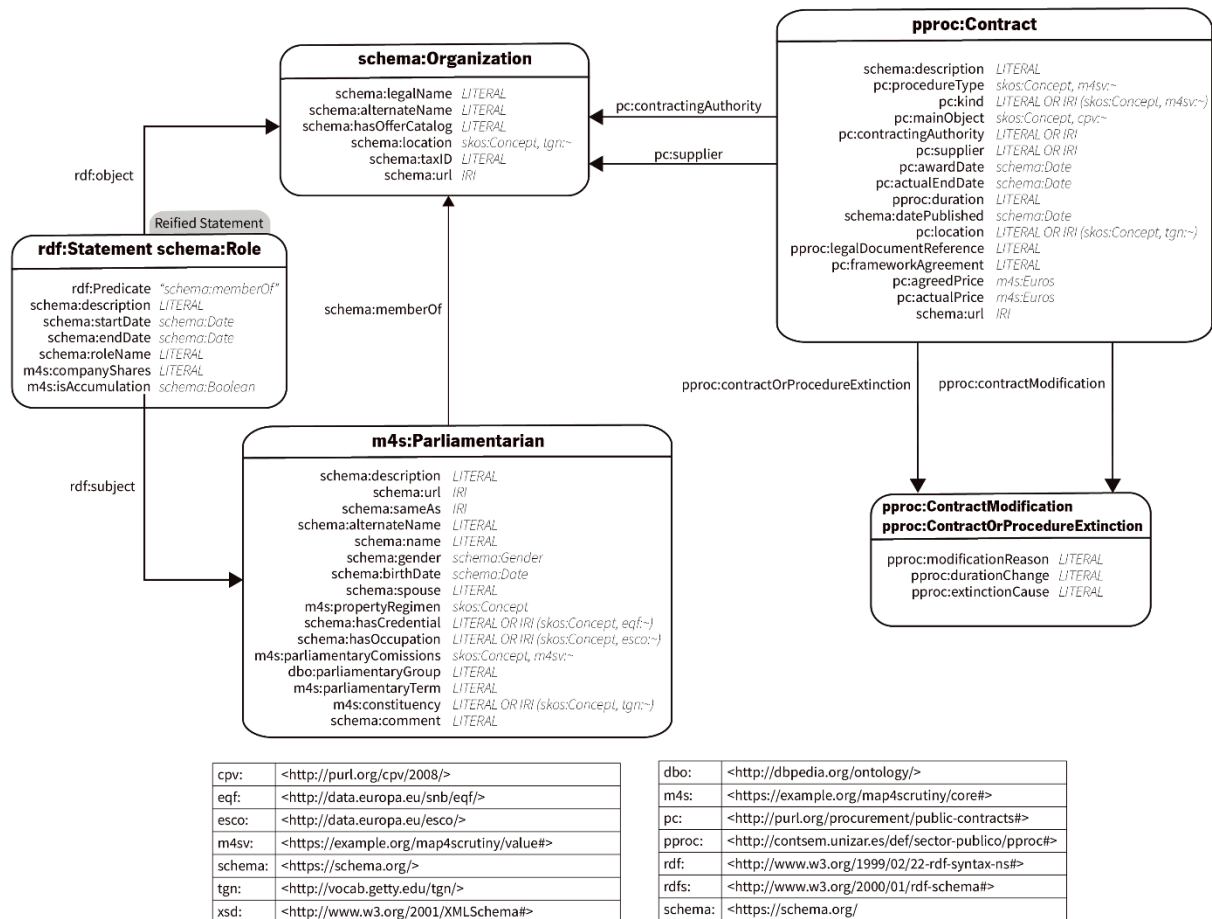 schema:Organization
schema:legalName LITERAL
schema:alternateName LITERAL
schema:hasOfferCatalog LITERAL
schema:location skos:Concept, tgn:~
schema:taxID LITERAL
schema:url IRI
pproc:Contract
schema:description LITERAL
pc:procedureType skos:Concept, m4sv:~
pc:kind LITERAL OR IRI (skos:Concept, m4sv:~)
pc:mainObject skos:Concept, cpv:~
pc:contractingAuthority LITERAL OR IRI
pc:supplier LITERAL OR IRI
pc:awardDate schema:Date
pc:actualEndDate schema:Date
pproc:duration LITERAL
schema:datePublished schema:Date
pc:location LITERAL OR IRI (skos:Concept, tgn:~)
pproc:legalDocumentReference LITERAL
pc:frameworkAgreement LITERAL
pc:agreedPrice m4s:Euros
pc:actualPrice m4s:Euros
schema:url IRI
pc:contractingAuthority
pc:supplier
rdf:object
Reified Statement
rdf:Statement schema:Role
rdf:Predicate “schema:memberOf”
schema:description LITERAL
schema:startDate schema:Date
schema:endDate schema:Date
schema:roleName LITERAL
m4s:companyShares LITERAL
m4s:isAccumulation schema:Boolean
schema:memberOf
pproc:contractOrProcedureExtinction
pproc:contractModification
rdf:subject
m4s:Parliamentarian
schema:description LITERAL
schema:url IRI
schema:sameAs IRI
schema:alternateName LITERAL
schema:name LITERAL
schema:gender schema:Gender
schema:birthDate schema:Date
schema:spouse LITERAL
m4s:propertyRegimen skos:Concept
schema:hasCredential LITERAL OR IRI (skos:Concept, eqf:~)
schema:hasOccupation LITERAL OR IRI (skos:Concept, esco:~)
m4s:parliamentaryComissions skos:Concept, m4sv:~
dbo:parliamentaryGroup LITERAL
m4s:parliamentaryTerm LITERAL
m4s:constituency LITERAL OR IRI (skos:Concept, tgn:~)
schema:comment LITERAL
pproc:ContractModification
pproc:ContractOrProcedureExtinction
pproc:modificationReason LITERAL
pproc:durationChange LITERAL
pproc:extinctionCause LITERAL
cpv: <http://purl.org/cpv/2008/>
eqf: <http://data.europa.eu/snb/eqf/>
esco: <http://data.europa.eu/esco/>
m4sv: <https://example.org/map4scrutiny/value#>
schema: <https://schema.org/>
tgn: <http://vocab.getty.edu/tgn/>
xsd: <http://www.w3.org/2001/XMLSchema#>
dbo: <http://dbpedia.org/ontology/>
m4s: <https://example.org/map4scrutiny/core#>
pc: <http://purl.org/procurement/public-contracts#>
pproc: <http://contsem.unizar.es/def/sector-publico/pproc#>
rdf: <http://www.w3.org/1999/02/22-rdf-syntax-ns#>
rdfs: <http://www.w3.org/2000/01/rdf-schema#>
schema: <https://schema.org/